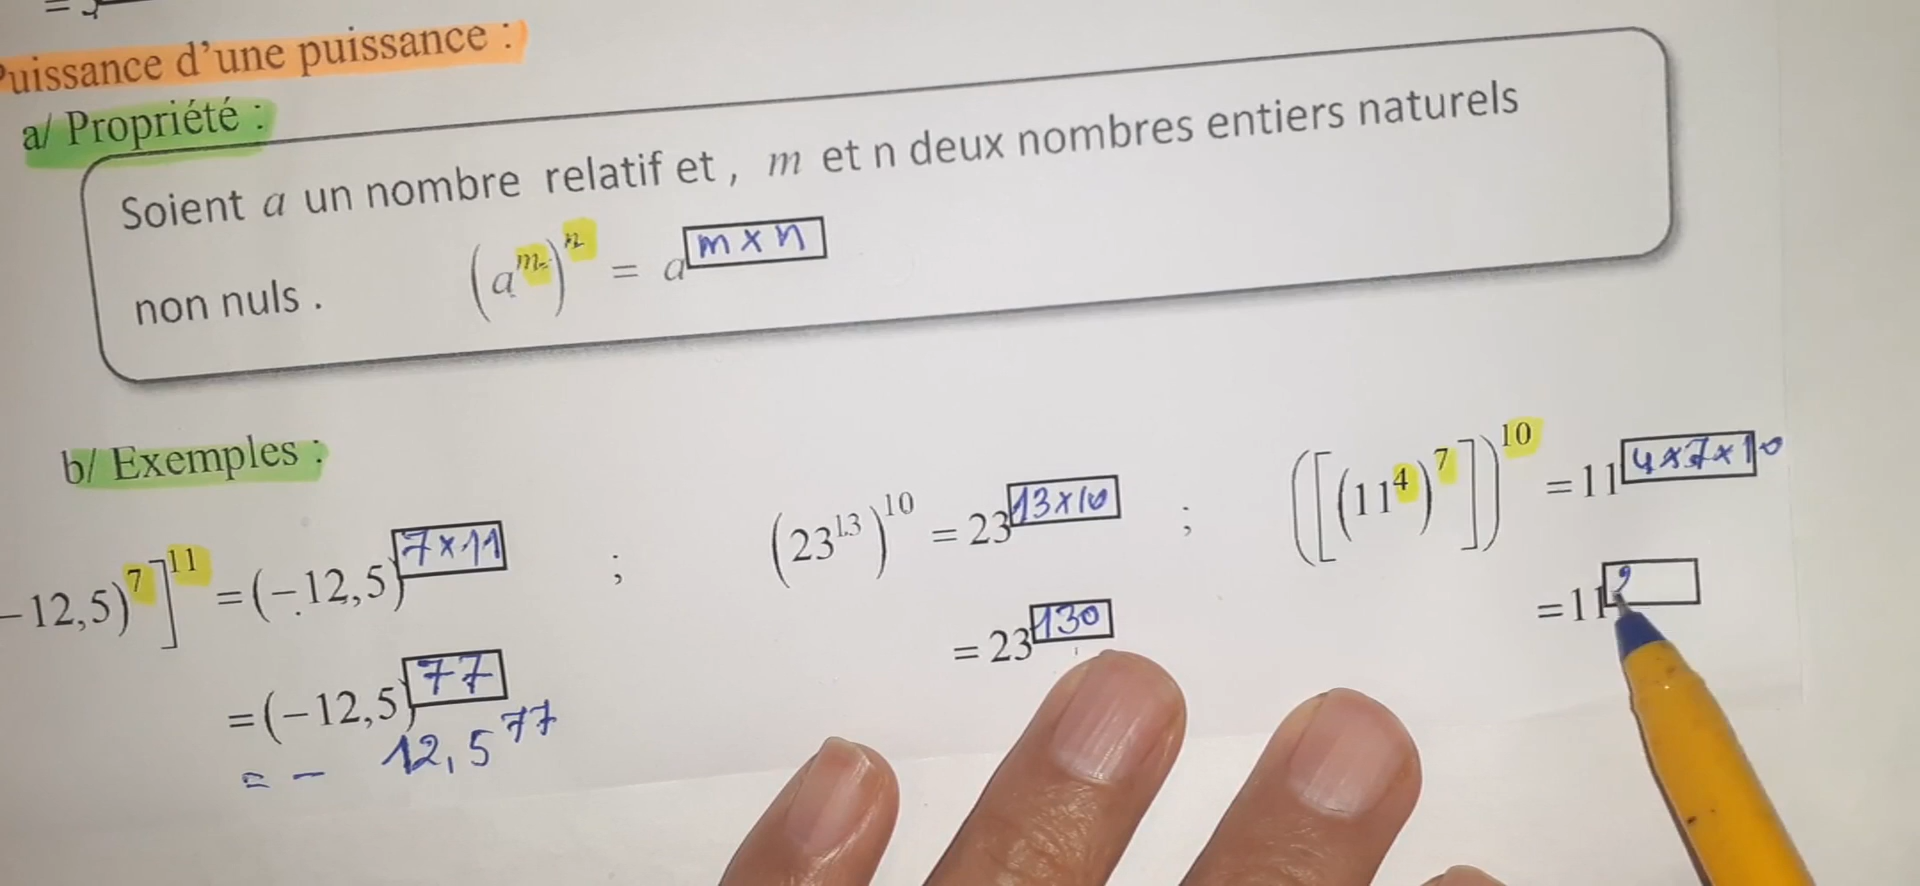 Puissance d'une puissance :
a/ Propriété :
Soient a un nombre relatif et , m et n deux nombres entiers naturels
non nuls . (a^m)^n = a^{m × n}
b/ Exemples :
-12,5)^7]^11 = (-12,5)^{7×11} ; (23^13)^10 = 23^{13×10} ; ([(11^4)^7])^10 = 11^{4×7×10}
= (-12,5)^{77} = 23^{130} = 11^{2}
= - 12,5^{77}